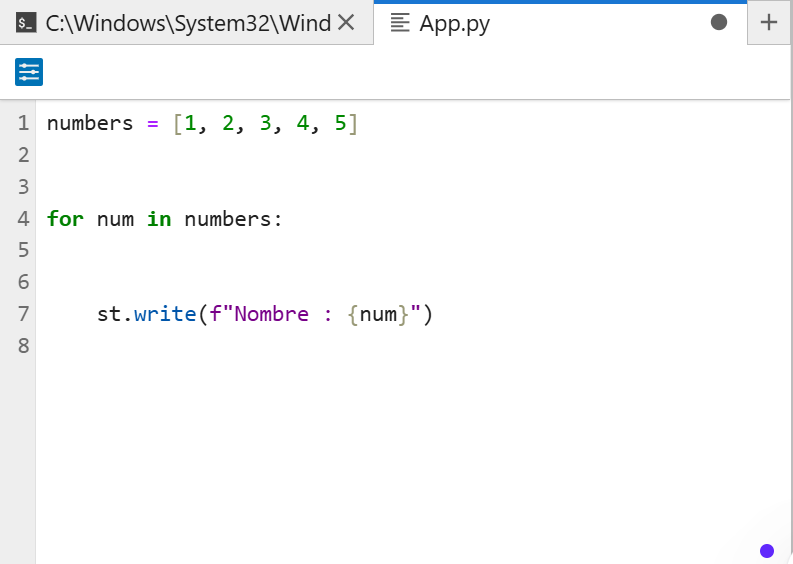 C:\Windows\System32\Wind App.py
1 numbers = [1, 2, 3, 4, 5]
2
3
4 for num in numbers:
5
6
7     st.write(f"Nombre : {num}")
8